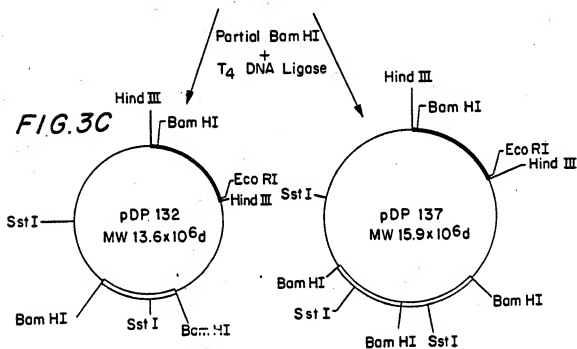 Partial Bam HI
+
T4 DNA Ligase
FIG.3C
Hind III
Bam HI
Eco RI
Hind III
Sst I
pDP 132
MW 13.6x10⁶d
Bam HI
Sst I
Bam HI
Hind III
Bam HI
Eco RI
Hind III
Sst I
pDP 137
MW 15.9x10⁶d
Bam HI
Sst I
Bam HI
Sst I
Bam HI